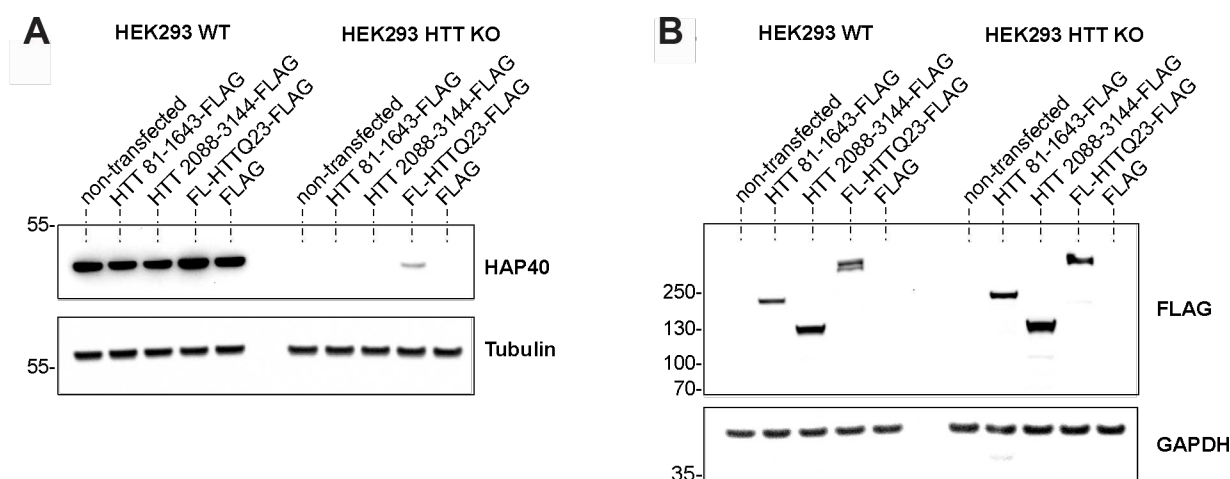 A
HEK293 WT
HEK293 HTT KO
non-transfected
HTT 81-1643-FLAG
HTT 2088-3144-FLAG
FL-HTTQ23-FLAG
FLAG
non-transfected
HTT 81-1643-FLAG
HTT 2088-3144-FLAG
FL-HTTQ23-FLAG
FLAG
55-
HAP40
Tubulin
55-
B
HEK293 WT
HEK293 HTT KO
non-transfected
HTT 81-1643-FLAG
HTT 2088-3144-FLAG
FL-HTTQ23-FLAG
FLAG
non-transfected
HTT 81-1643-FLAG
HTT 2088-3144-FLAG
FL-HTTQ23-FLAG
FLAG
250-
130-
100-
70-
FLAG
GAPDH
35-